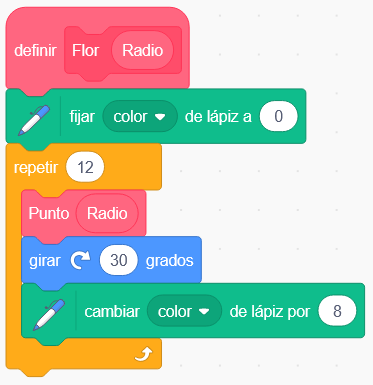 definir Flor Radio
fijar color de lápiz a 0
repetir 12
Punto Radio
girar 30 grados
cambiar color de lápiz por 8